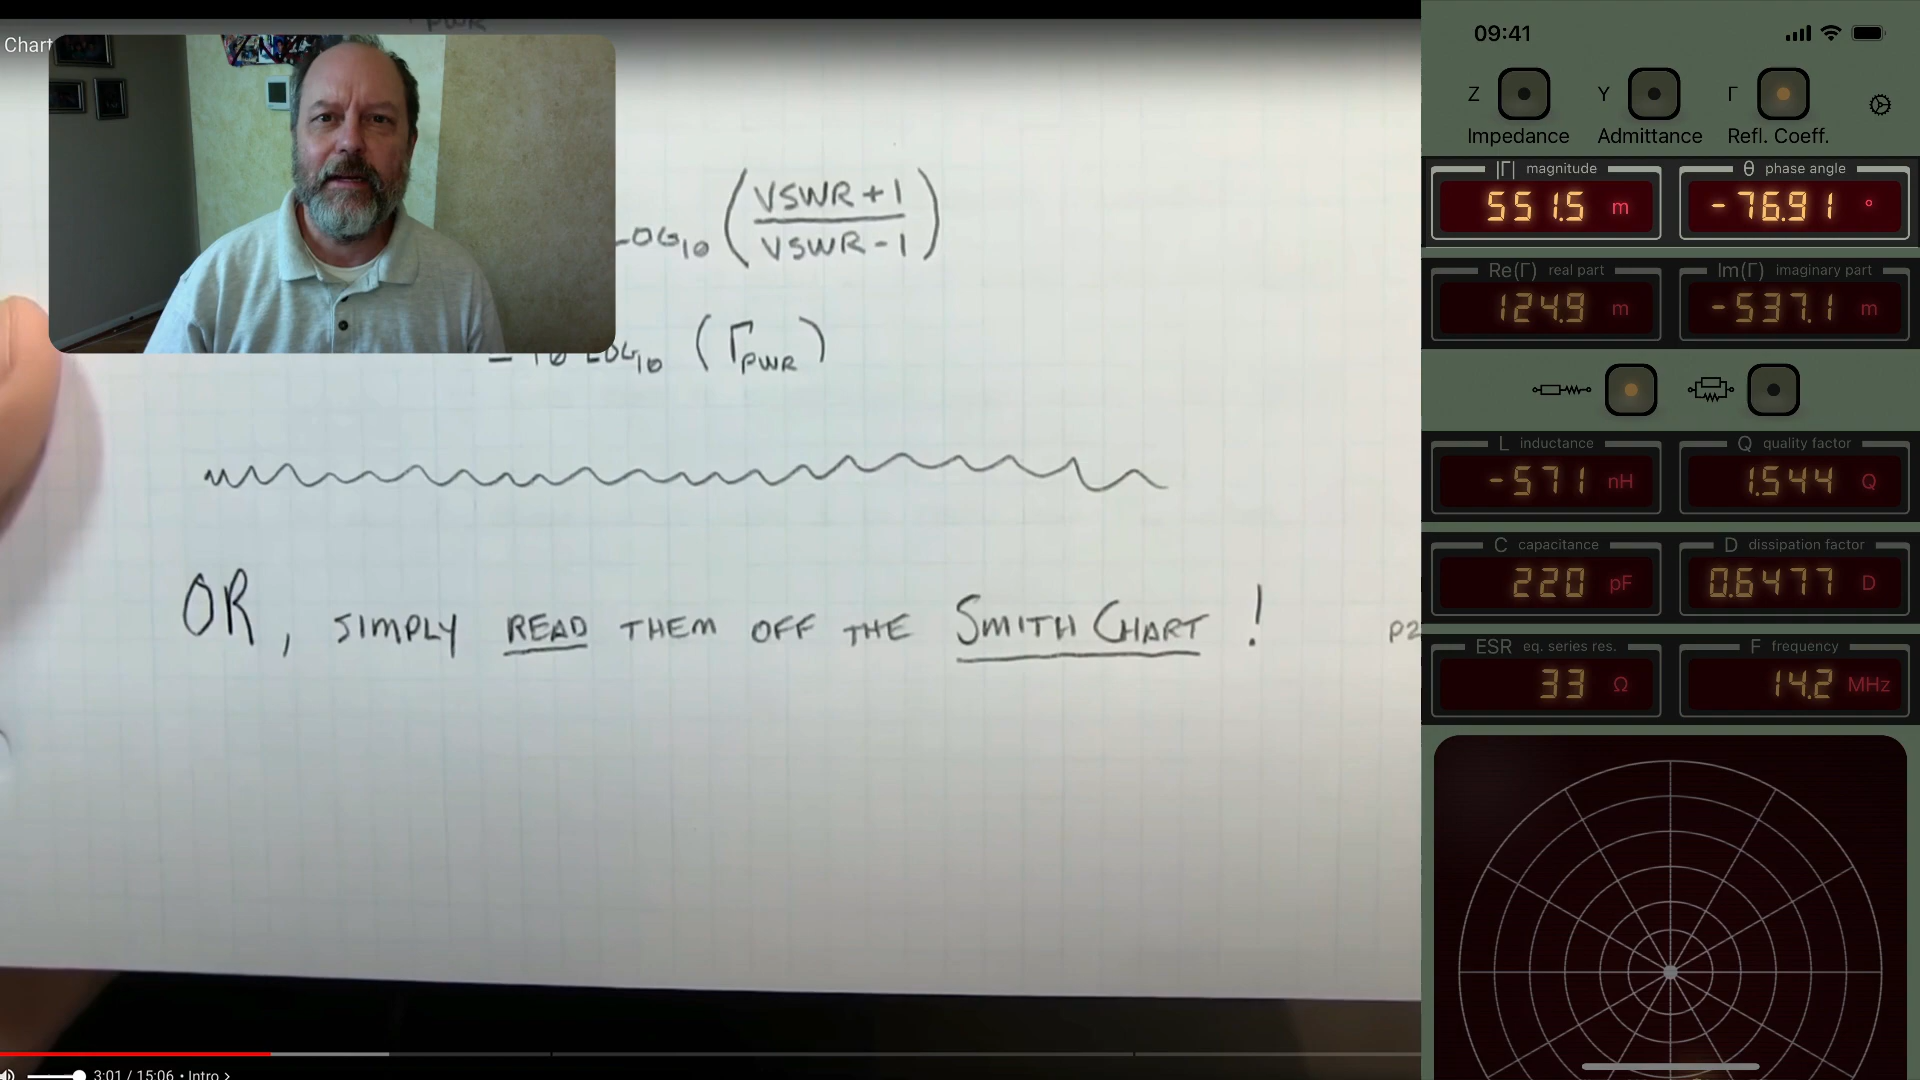 Chart
VSWR + 1
LOG10 ( ——— )
VSWR - 1
= 10 LOG10 ( ΓPWR )
OR, SIMPLY READ THEM OFF THE SMITH CHART !
P2
3:01 / 15:06 • Intro >
09:41
Z Y Γ
Impedance Admittance Refl. Coeff.
|Γ| magnitude θ phase angle
551.5 m -76.91 °
Re(Γ) real part Im(Γ) imaginary part
124.9 m -537.1 m
L inductance Q quality factor
-571 nH 1.544 Q
C capacitance D dissipation factor
220 pF 0.6477 D
ESR eq. series res. F frequency
33 Ω 14.2 MHz